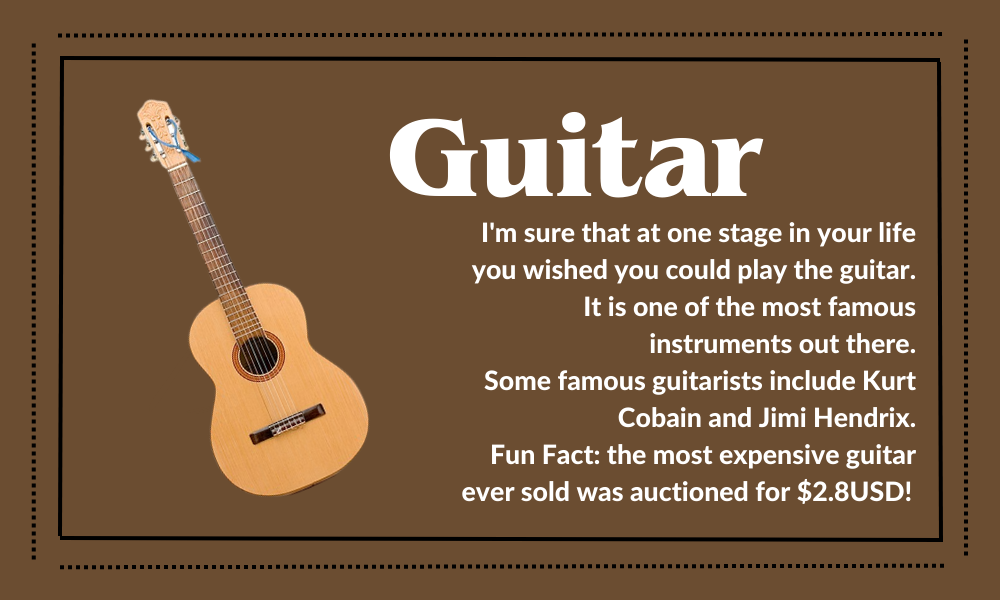 Guitar
I'm sure that at one stage in your life
you wished you could play the guitar.
It is one of the most famous
instruments out there.
Some famous guitarists include Kurt
Cobain and Jimi Hendrix.
Fun Fact: the most expensive guitar
ever sold was auctioned for $2.8USD!